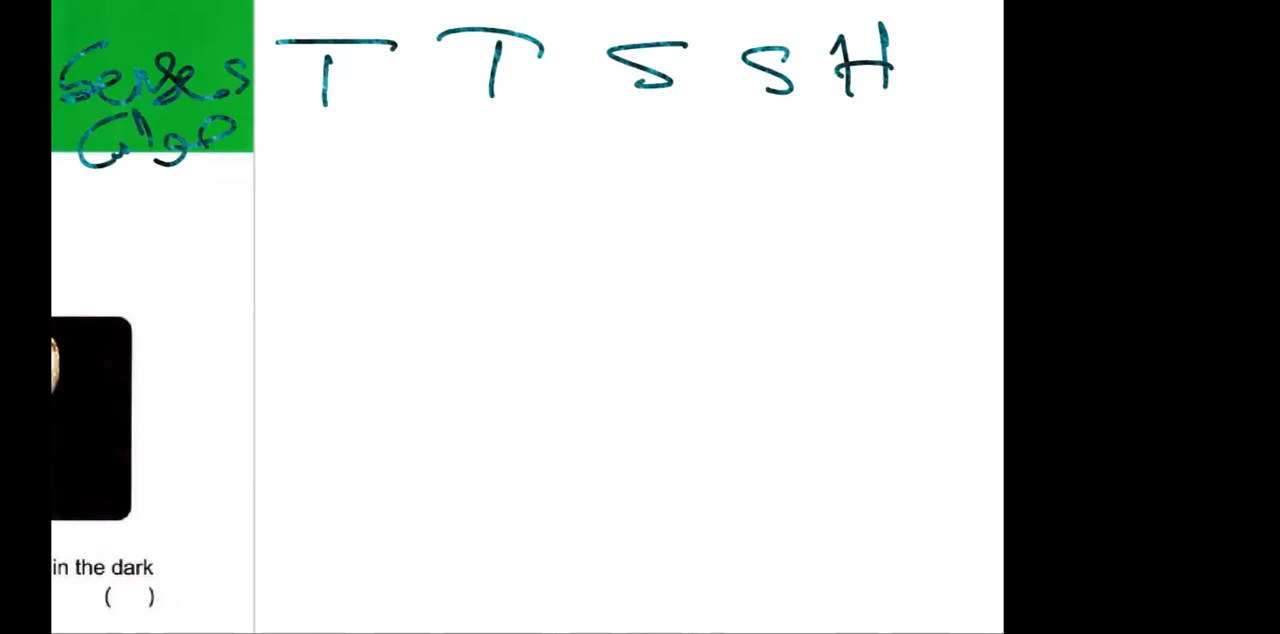 Senses
حواس
T T S S H
in the dark
( )